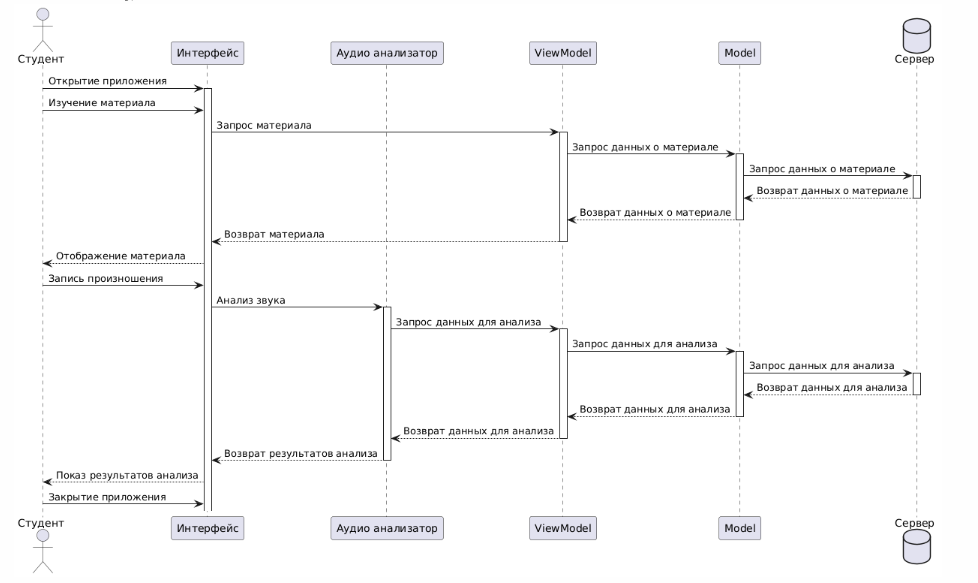 Студент
Интерфейс
Аудио анализатор
ViewModel
Model
Сервер
Открытие приложения
Изучение материала
Запрос материала
Запрос данных о материале
Запрос данных о материале
Возврат данных о материале
Возврат данных о материале
Возврат материала
Отображение материала
Запись произношения
Анализ звука
Запрос данных для анализа
Запрос данных для анализа
Запрос данных для анализа
Возврат данных для анализа
Возврат данных для анализа
Возврат данных для анализа
Возврат результатов анализа
Показ результатов анализа
Закрытие приложения
Студент
Интерфейс
Аудио анализатор
ViewModel
Model
Сервер